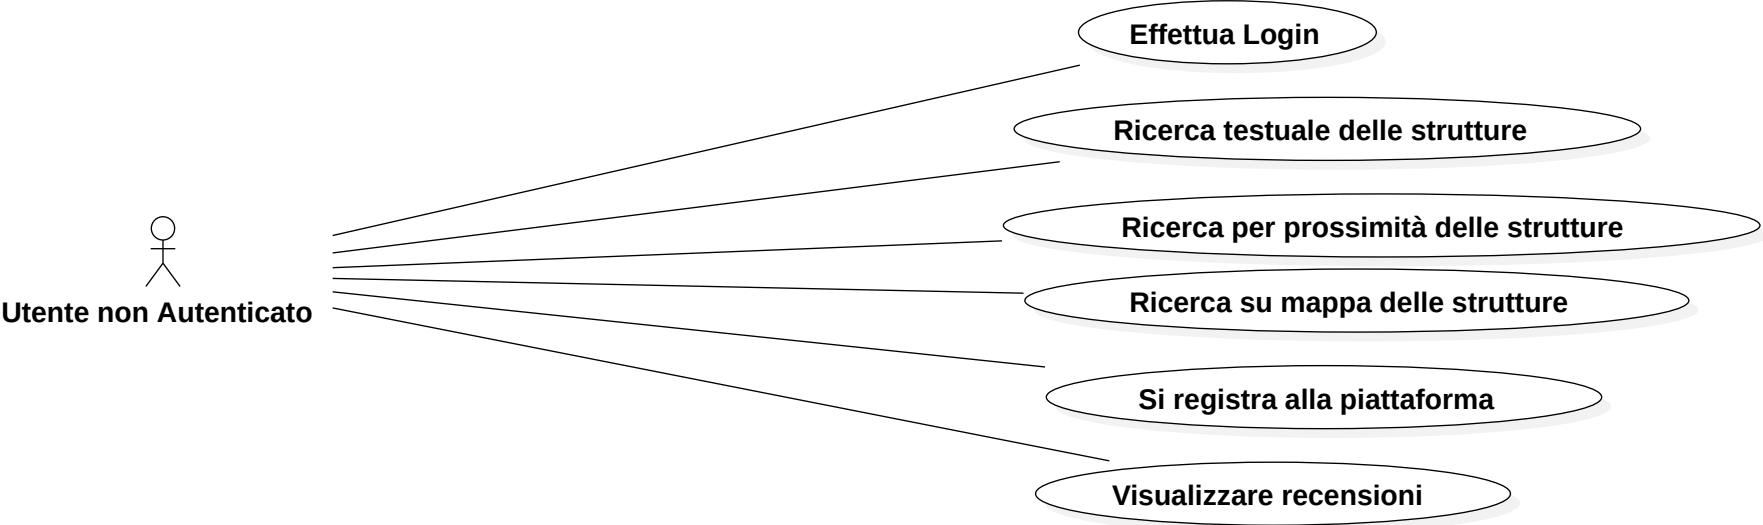 Effettua Login
Ricerca testuale delle strutture
Ricerca per prossimità delle strutture
Utente non Autenticato
Ricerca su mappa delle strutture
Si registra alla piattaforma
Visualizzare recensioni